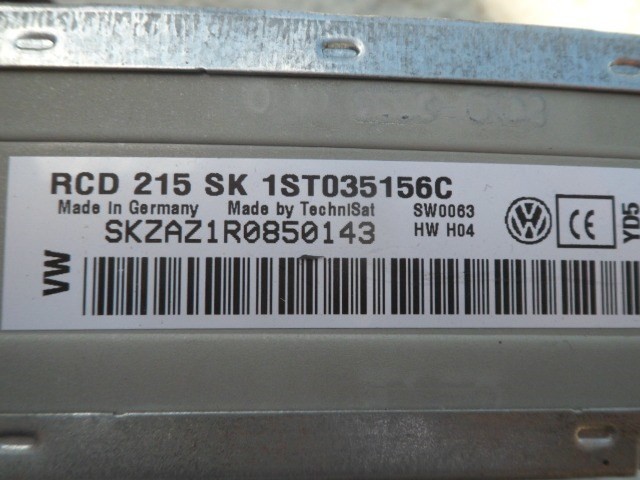 RCD 215 SK 1ST035156C
Made in Germany Made by TechniSat SW0063
SKZAZ1R0850143 HW H04
VW
CE
YD5